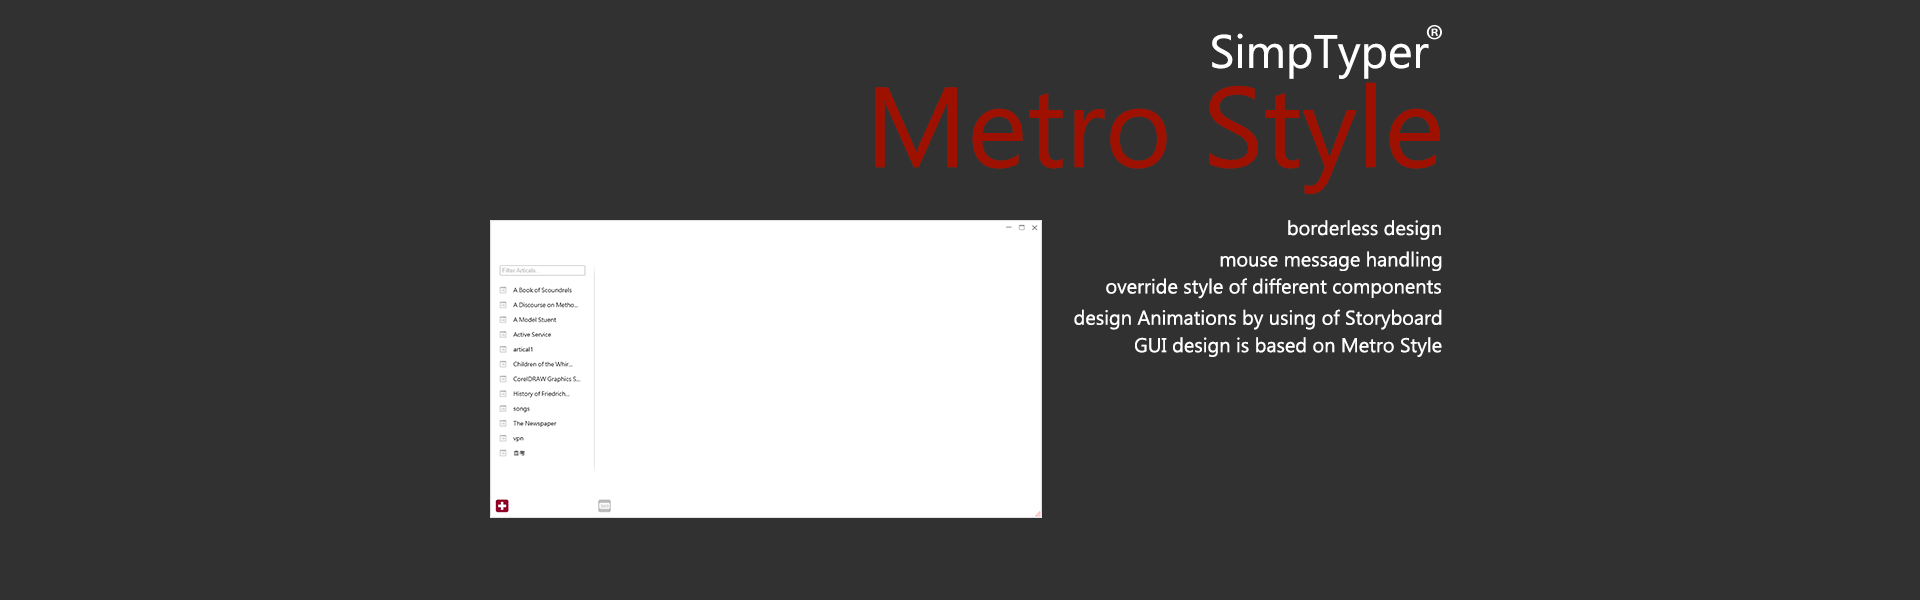 SimpTyper®
Metro Style
borderless design
mouse message handling
override style of different components
design Animations by using of Storyboard
GUI design is based on Metro Style
Filter Articals...
A Book of Scoundrels
A Discourse on Metho...
A Model Stuent
Active Service
artical1
Children of the Whir...
CorelDRAW Graphics S...
History of Friedrich...
songs
The Newspaper
vpn